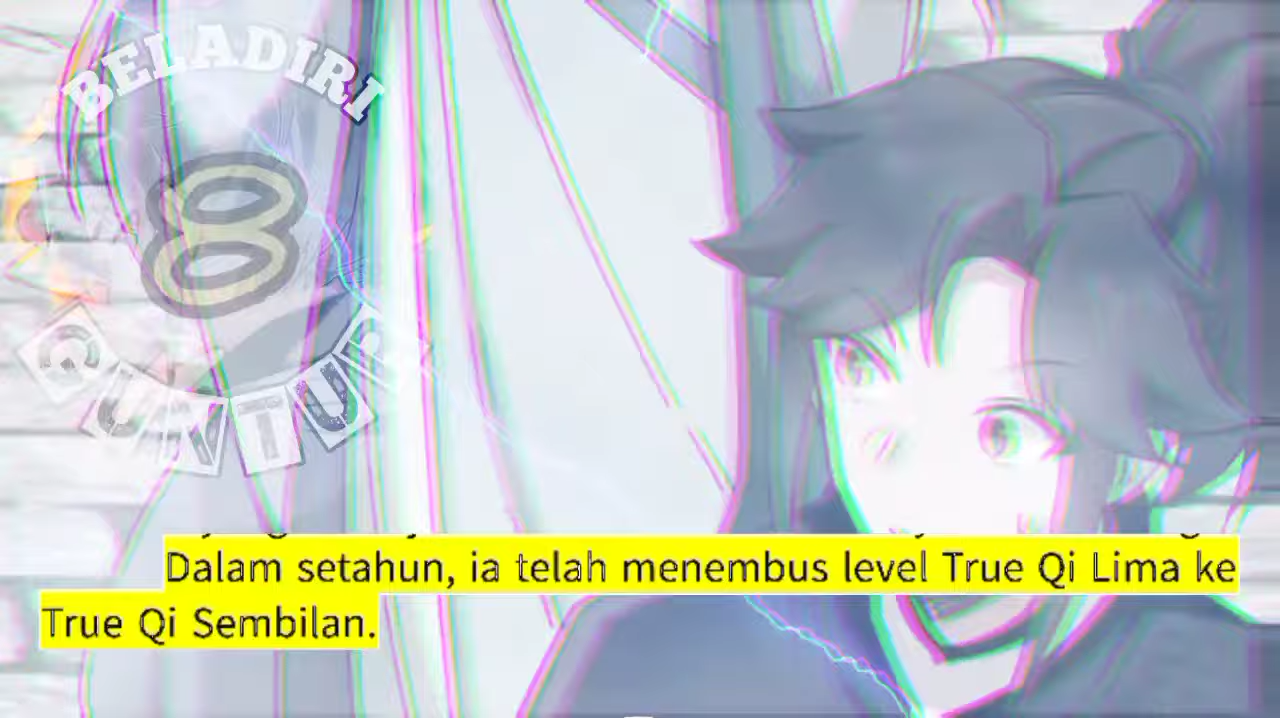 BELADIRI
8
GUNTUR
Dalam setahun, ia telah menembus level True Qi Lima ke
True Qi Sembilan.